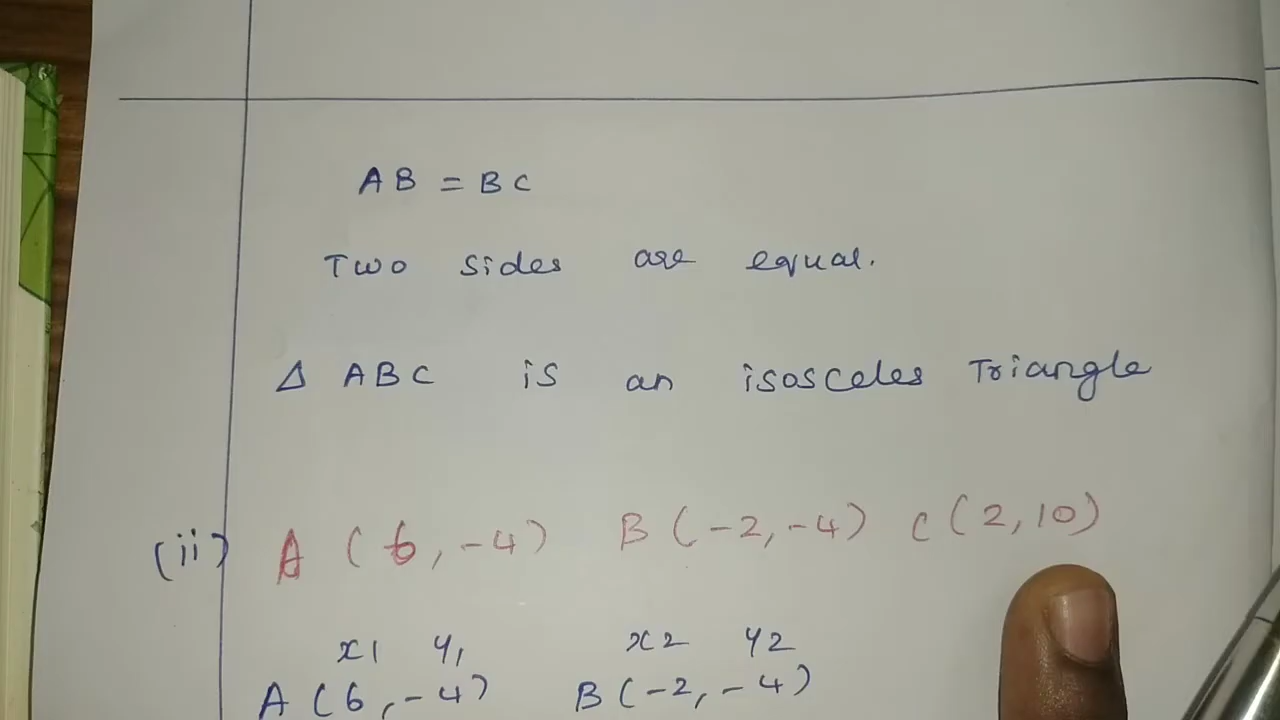 AB = BC
Two sides are equal.
Δ ABC is an isosceles Triangle
(ii) A (6, -4) B (-2, -4) C (2, 10)
x1 y1 x2 y2
A (6, -4) B (-2, -4)